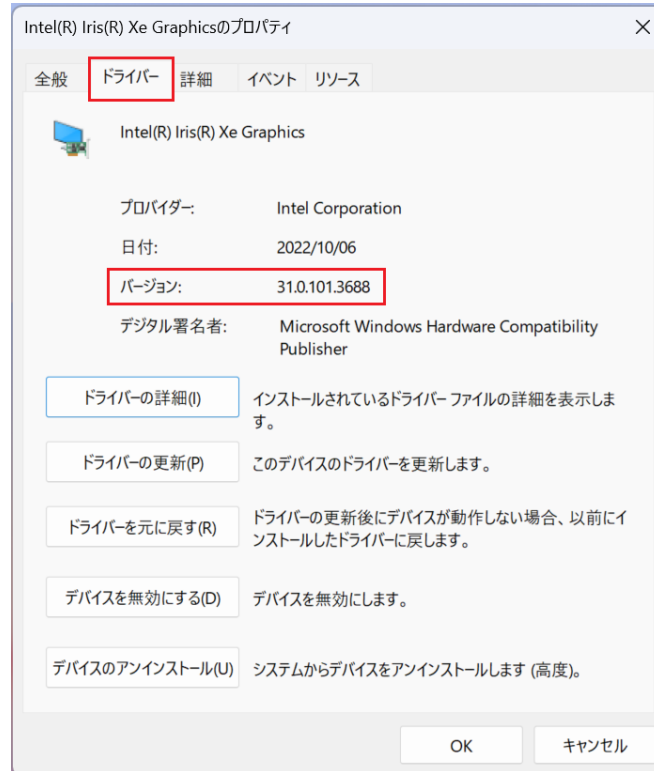 Intel(R) Iris(R) Xe Graphicsのプロパティ
全般 ドライバー 詳細 イベント リソース
Intel(R) Iris(R) Xe Graphics
プロバイダー: Intel Corporation
日付: 2022/10/06
バージョン: 31.0.101.3688
デジタル署名者: Microsoft Windows Hardware Compatibility
Publisher
ドライバーの詳細(I) インストールされているドライバー ファイルの詳細を表示しま
す。
ドライバーの更新(P) このデバイスのドライバーを更新します。
ドライバーを元に戻す(R) ドライバーの更新後にデバイスが動作しない場合、以前にイ
ンストールしたドライバーに戻します。
デバイスを無効にする(D) デバイスを無効にします。
デバイスのアンインストール(U) システムからデバイスをアンインストールします (高度)。
OK キャンセル